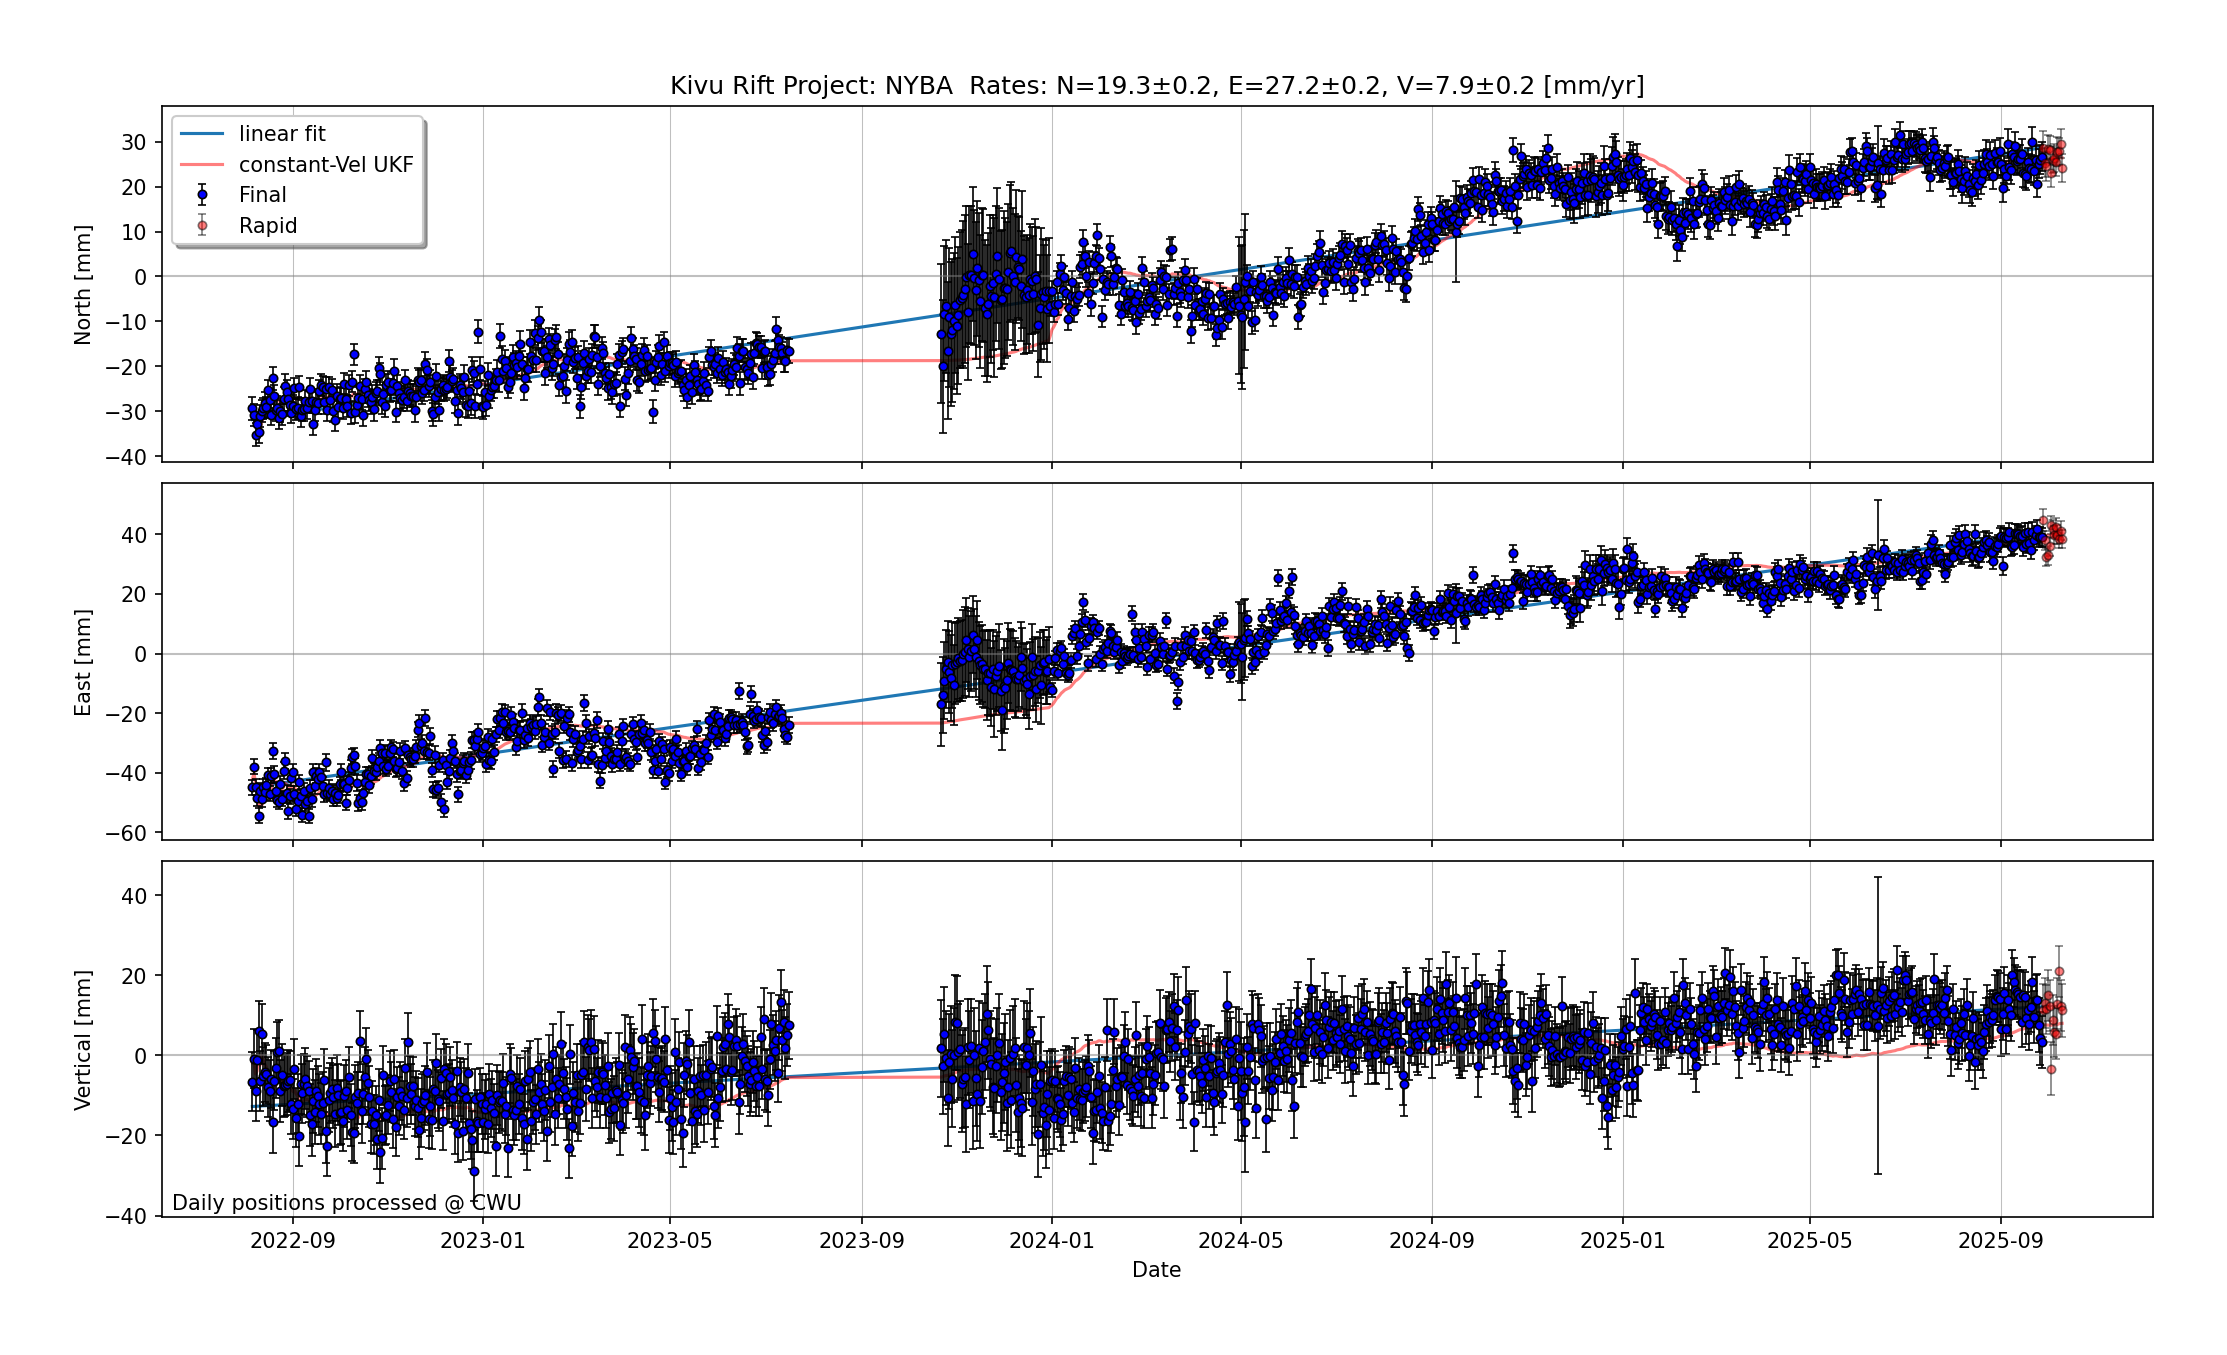 Kivu Rift Project: NYBA  Rates: N=19.3±0.2, E=27.2±0.2, V=7.9±0.2 [mm/yr]
linear fit
constant-Vel UKF
Final
Rapid
North [mm]
30
20
10
0
−10
−20
−30
−40
East [mm]
40
20
0
−20
−40
−60
Vertical [mm]
40
20
0
−20
−40
Daily positions processed @ CWU
2022-09 2023-01 2023-05 2023-09 2024-01 2024-05 2024-09 2025-01 2025-05 2025-09
Date